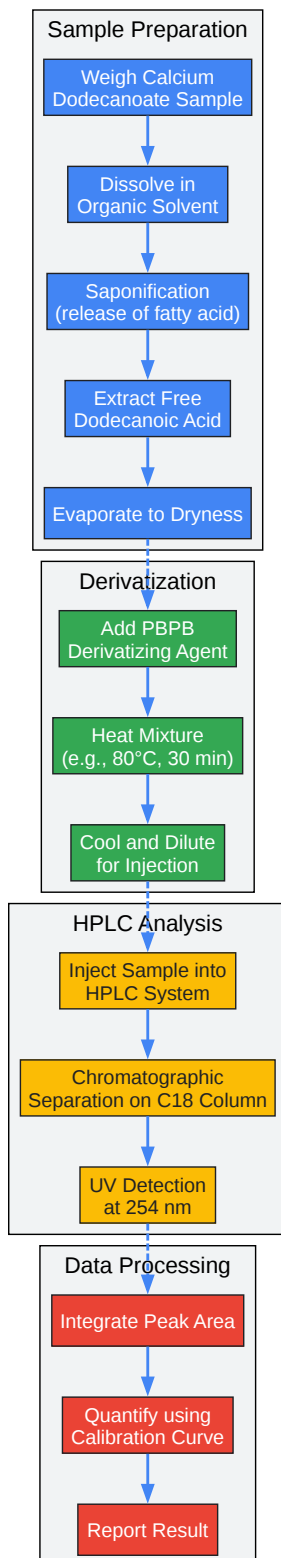 Sample Preparation
Weigh Calcium
Dodecanoate Sample
Dissolve in
Organic Solvent
Saponification
(release of fatty acid)
Extract Free
Dodecanoic Acid
Evaporate to Dryness
Derivatization
Add PBPB
Derivatizing Agent
Heat Mixture
(e.g., 80°C, 30 min)
Cool and Dilute
for Injection
HPLC Analysis
Inject Sample into
HPLC System
Chromatographic
Separation on C18 Column
UV Detection
at 254 nm
Data Processing
Integrate Peak Area
Quantify using
Calibration Curve
Report Result